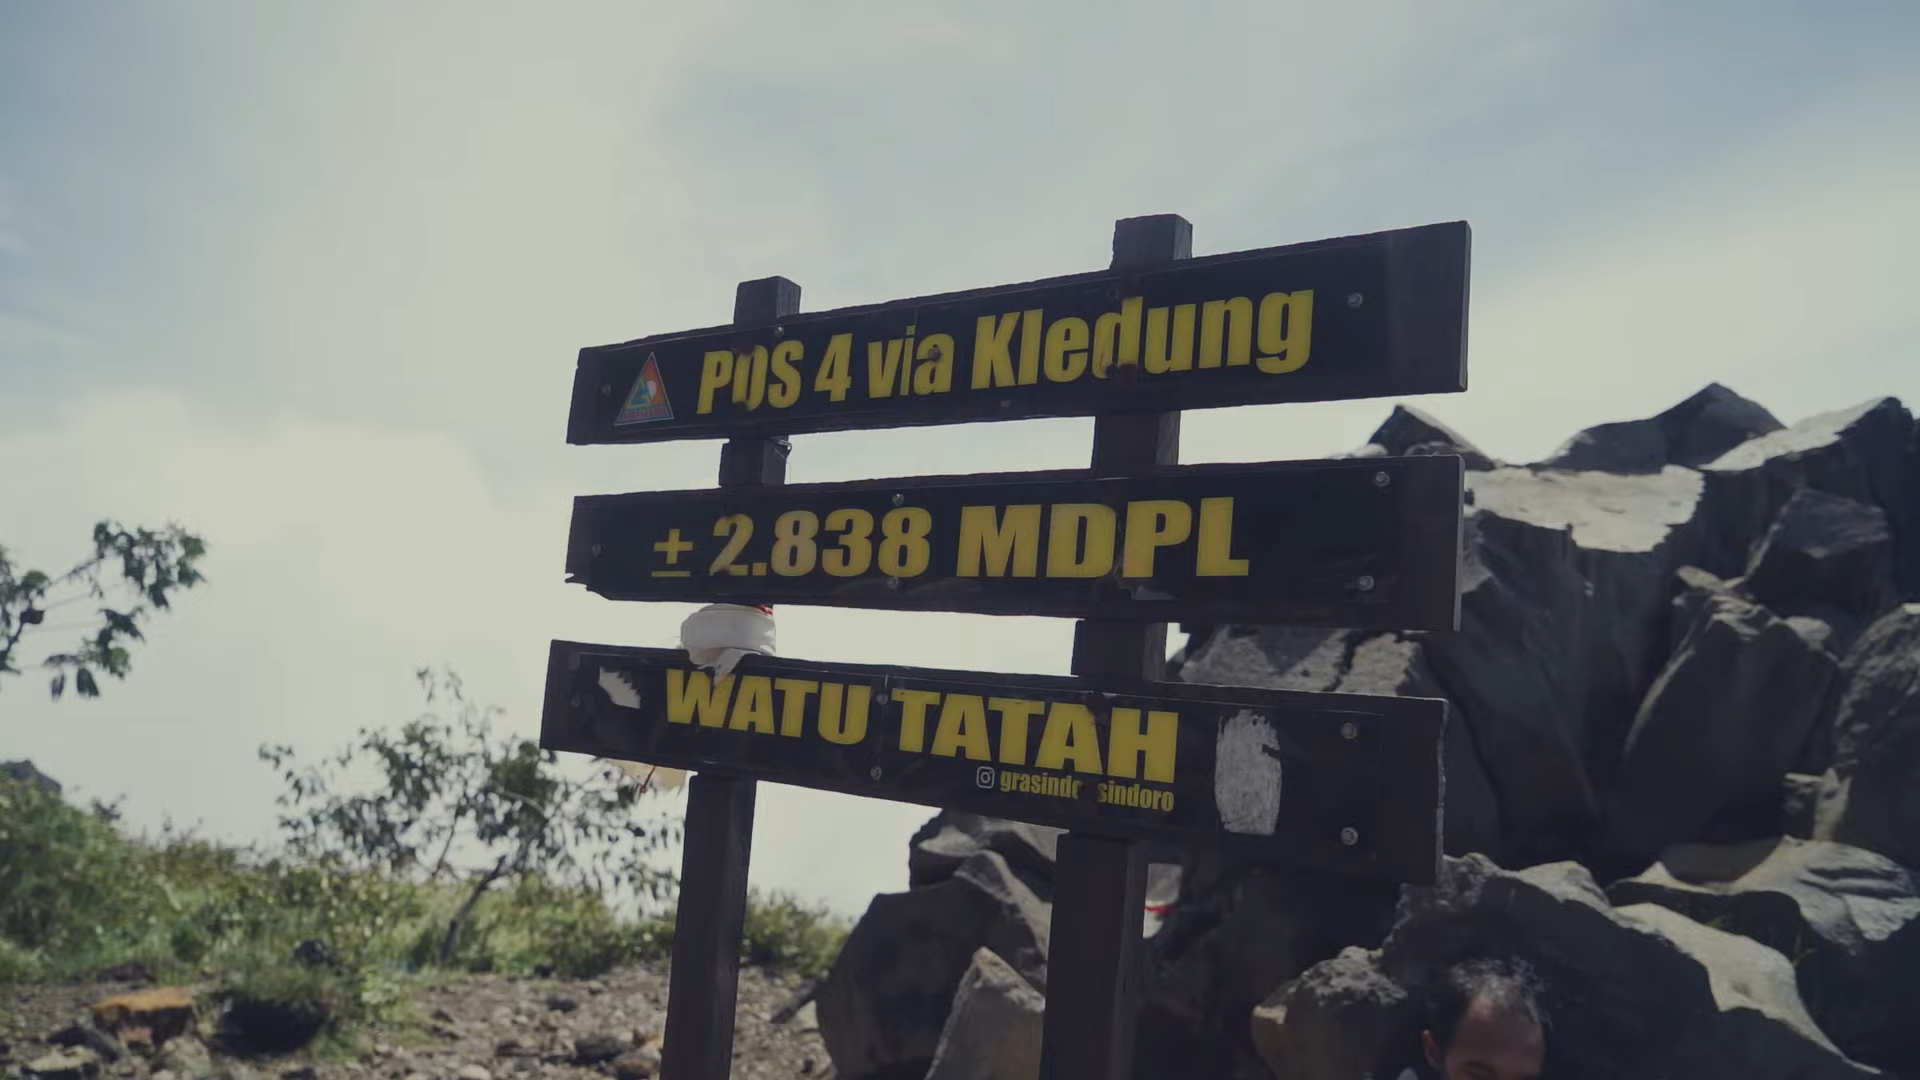 POS 4 via Kledung
± 2.838 MDPL
WATU TATAH